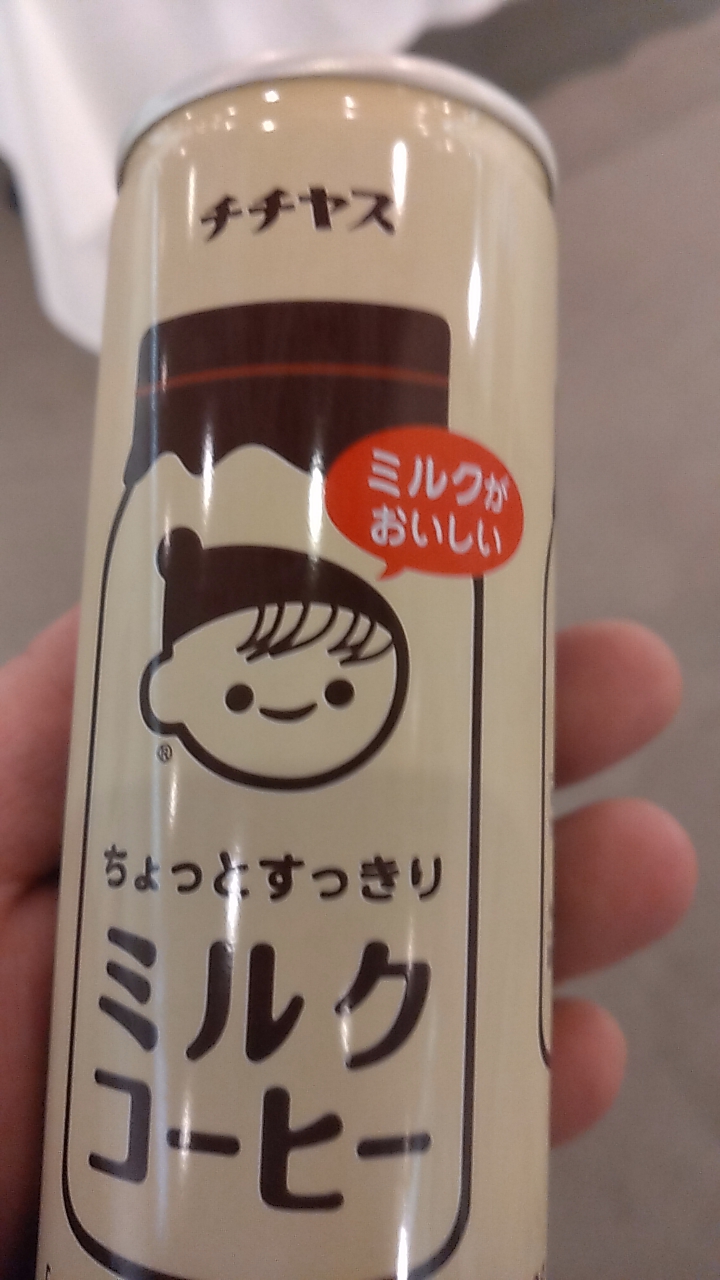 チチヤス
ミルクが
おいしい
®
ちょっとすっきり
ミルク
コーヒー